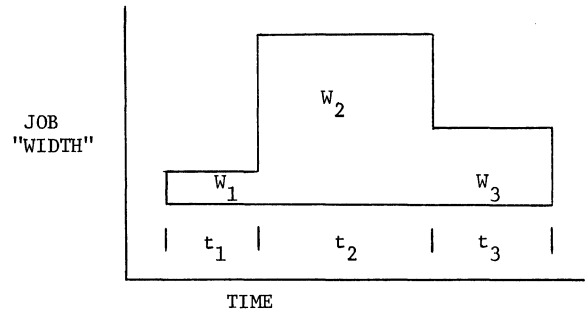 JOB
"WIDTH"
W₂
W₁
W₃
t₁
t₂
t₃
TIME